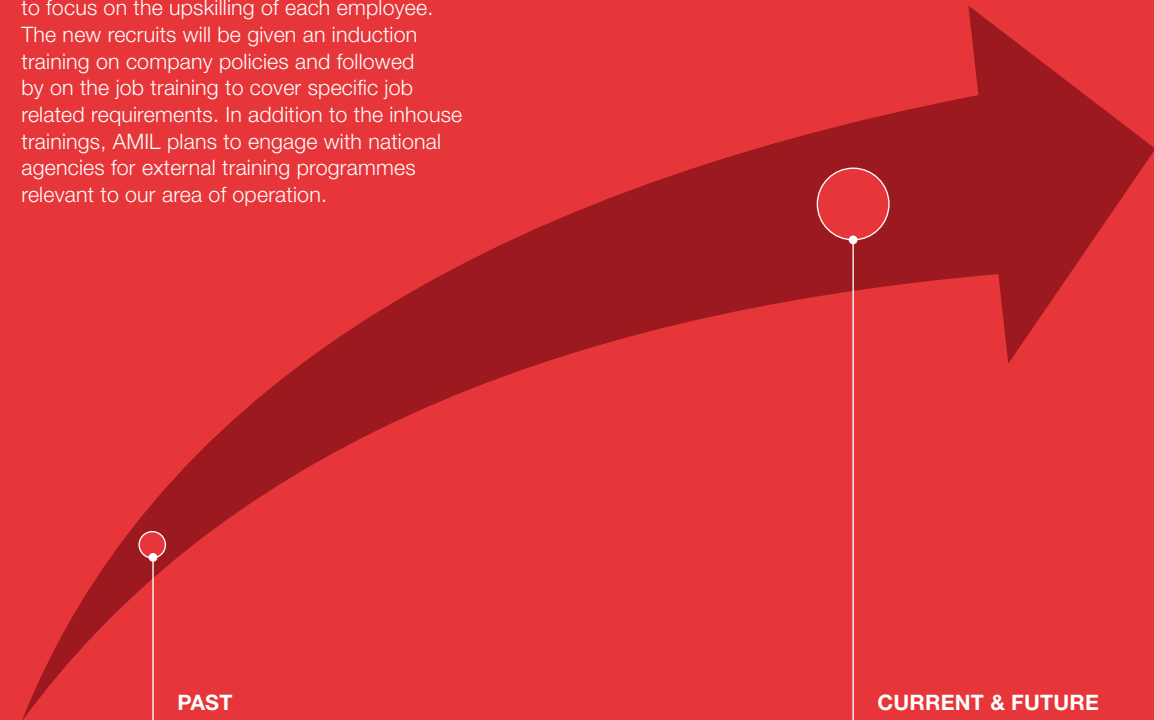 to focus on the upskilling of each employee.
The new recruits will be given an induction
training on company policies and followed
by on the job training to cover specific job
related requirements. In addition to the inhouse
trainings, AMIL plans to engage with national
agencies for external training programmes
relevant to our area of operation.
PAST
CURRENT & FUTURE